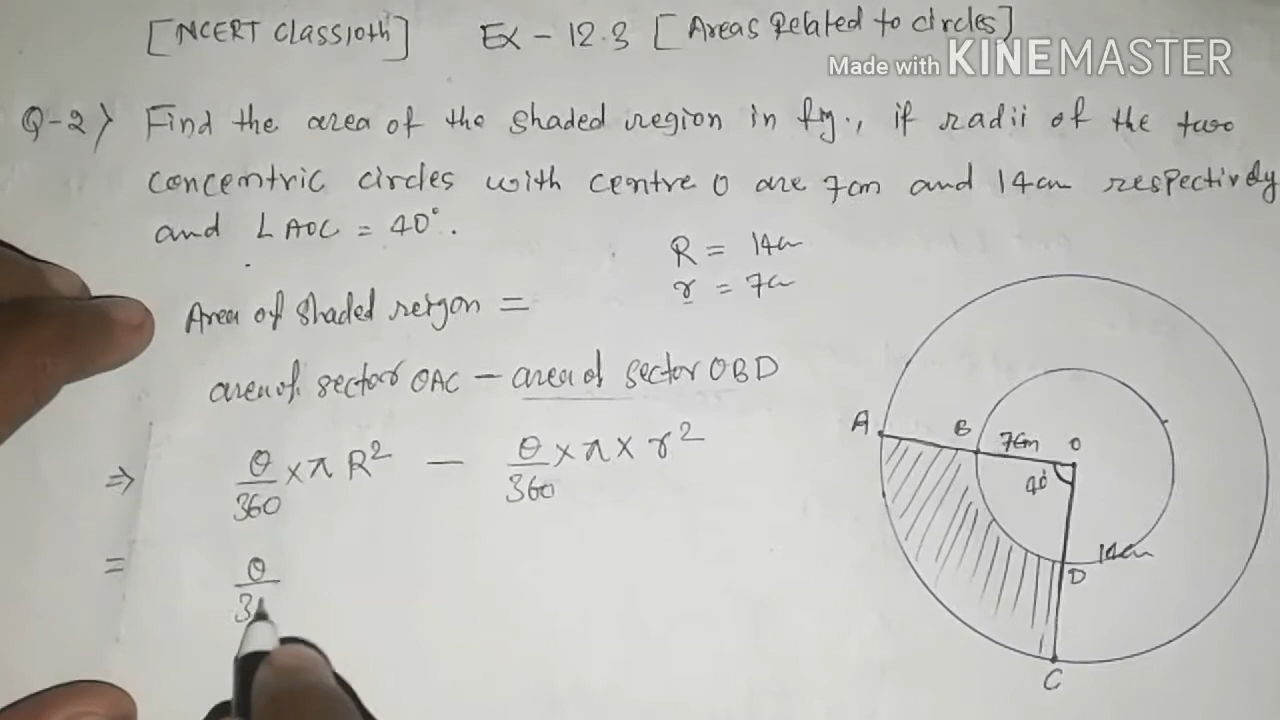 [NCERT Class10th] EX - 12.3 [Areas Related to circles]
Made with KINEMASTER
Q-2) Find the area of the shaded region in fig., if radii of the two
concentric circles with centre O are 7cm and 14cm respectively
and ∠AOC = 40°.
R = 14cm
r = 7cm
Area of shaded region =
area of sector OAC - area of sector OBD
⇒ θ/360 × π R² - θ/360 × π × r²
= θ/3
A B 7cm O
40°
14cm
D
C